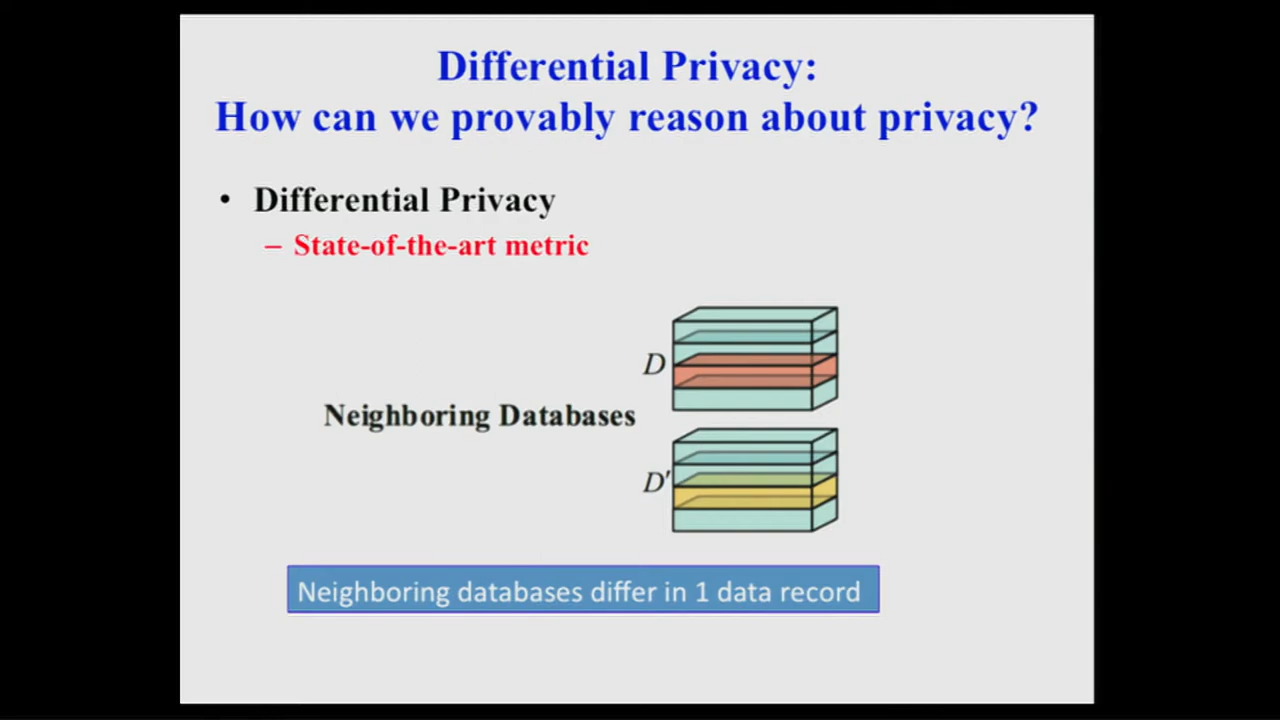 Differential Privacy:
How can we provably reason about privacy?
• Differential Privacy
– State-of-the-art metric
D
Neighboring Databases
D′
Neighboring databases differ in 1 data record